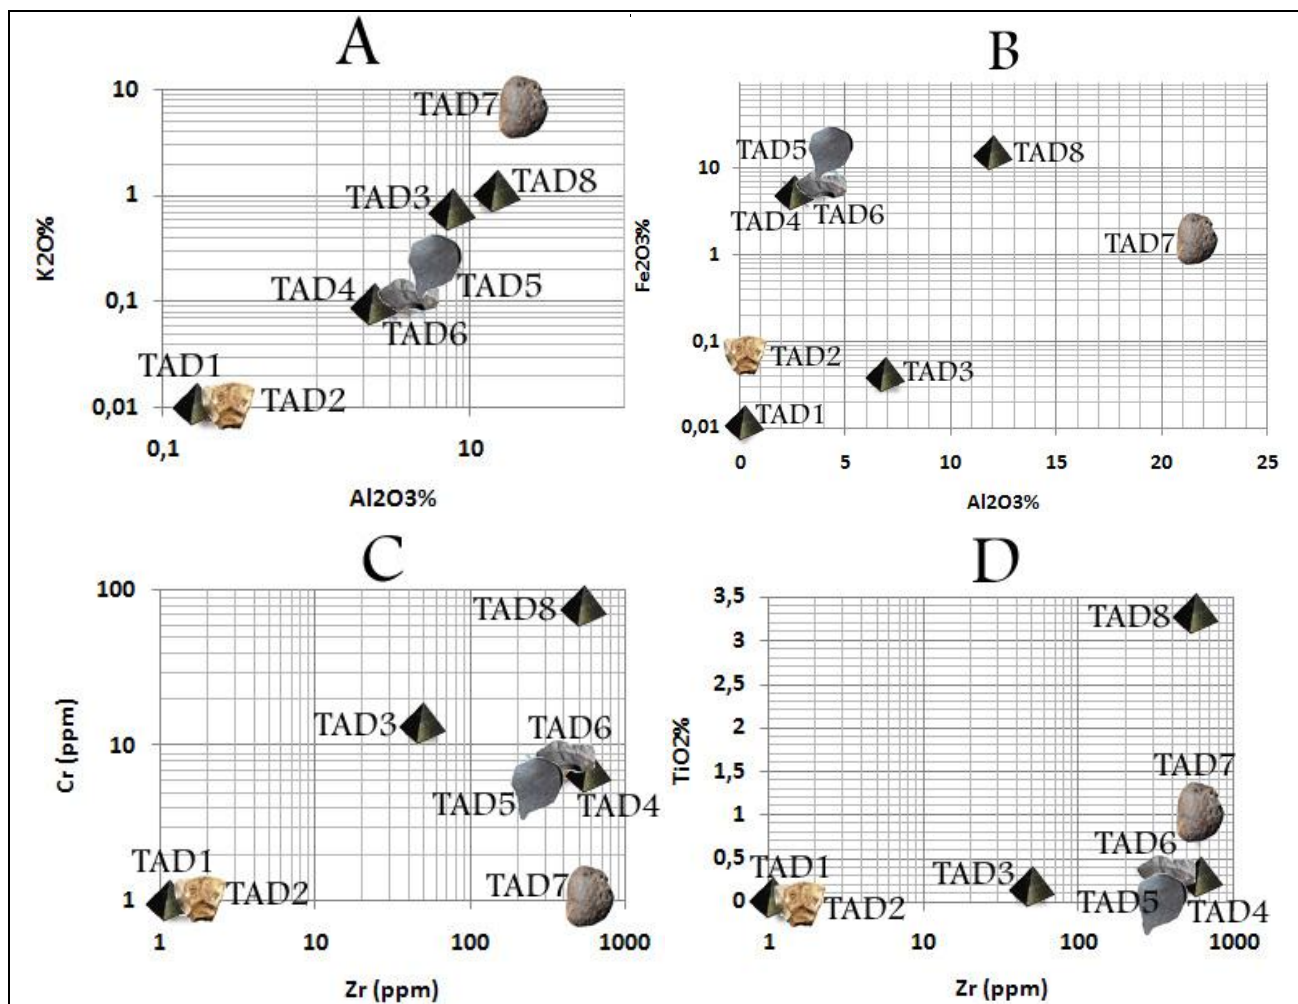 A
10
1
0,1
0,01
0,1
10
K2O%
Al2O3%
TAD7
TAD3
TAD8
TAD4
TAD5
TAD6
TAD1
TAD2
B
10
1
0,1
0,01
0
5
10
15
20
25
Fe2O3%
Al2O3%
TAD5
TAD8
TAD4
TAD6
TAD7
TAD2
TAD3
TAD1
C
100
10
1
1
10
100
1000
Cr (ppm)
Zr (ppm)
TAD8
TAD3
TAD6
TAD5
TAD4
TAD1
TAD2
TAD7
D
3,5
3
2,5
2
1,5
1
0,5
0
1
10
100
1000
TiO2%
Zr (ppm)
TAD8
TAD7
TAD6
TAD1
TAD3
TAD2
TAD5
TAD4